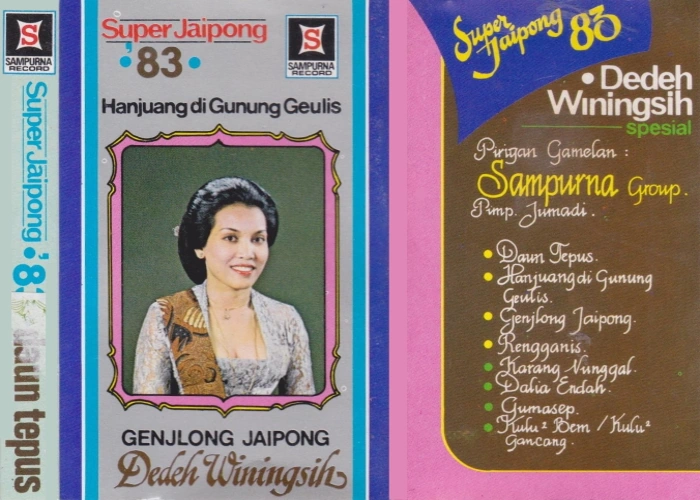 S
SAMPURNA
RECORD
Super Jaipong
'83
daun tepus
Super Jaipong
'83
S
SAMPURNA
RECORD
Hanjuang di Gunung Geulis
GENJLONG JAIPONG
Dedeh Winingsih
Super
Jaipong 83
Dedeh
Winingsih
spesial
Pirigan Gamelan :
Sampurna Group.
Pimp. Jumadi.
Daun Tepus.
Hanjuang di Gunung
Geulis.
Genjlong Jaipong.
Rengganis.
Karang Nunggal.
Dalia Endah.
Gumasep.
Kulu² Bem / Kulu²
Gancang.